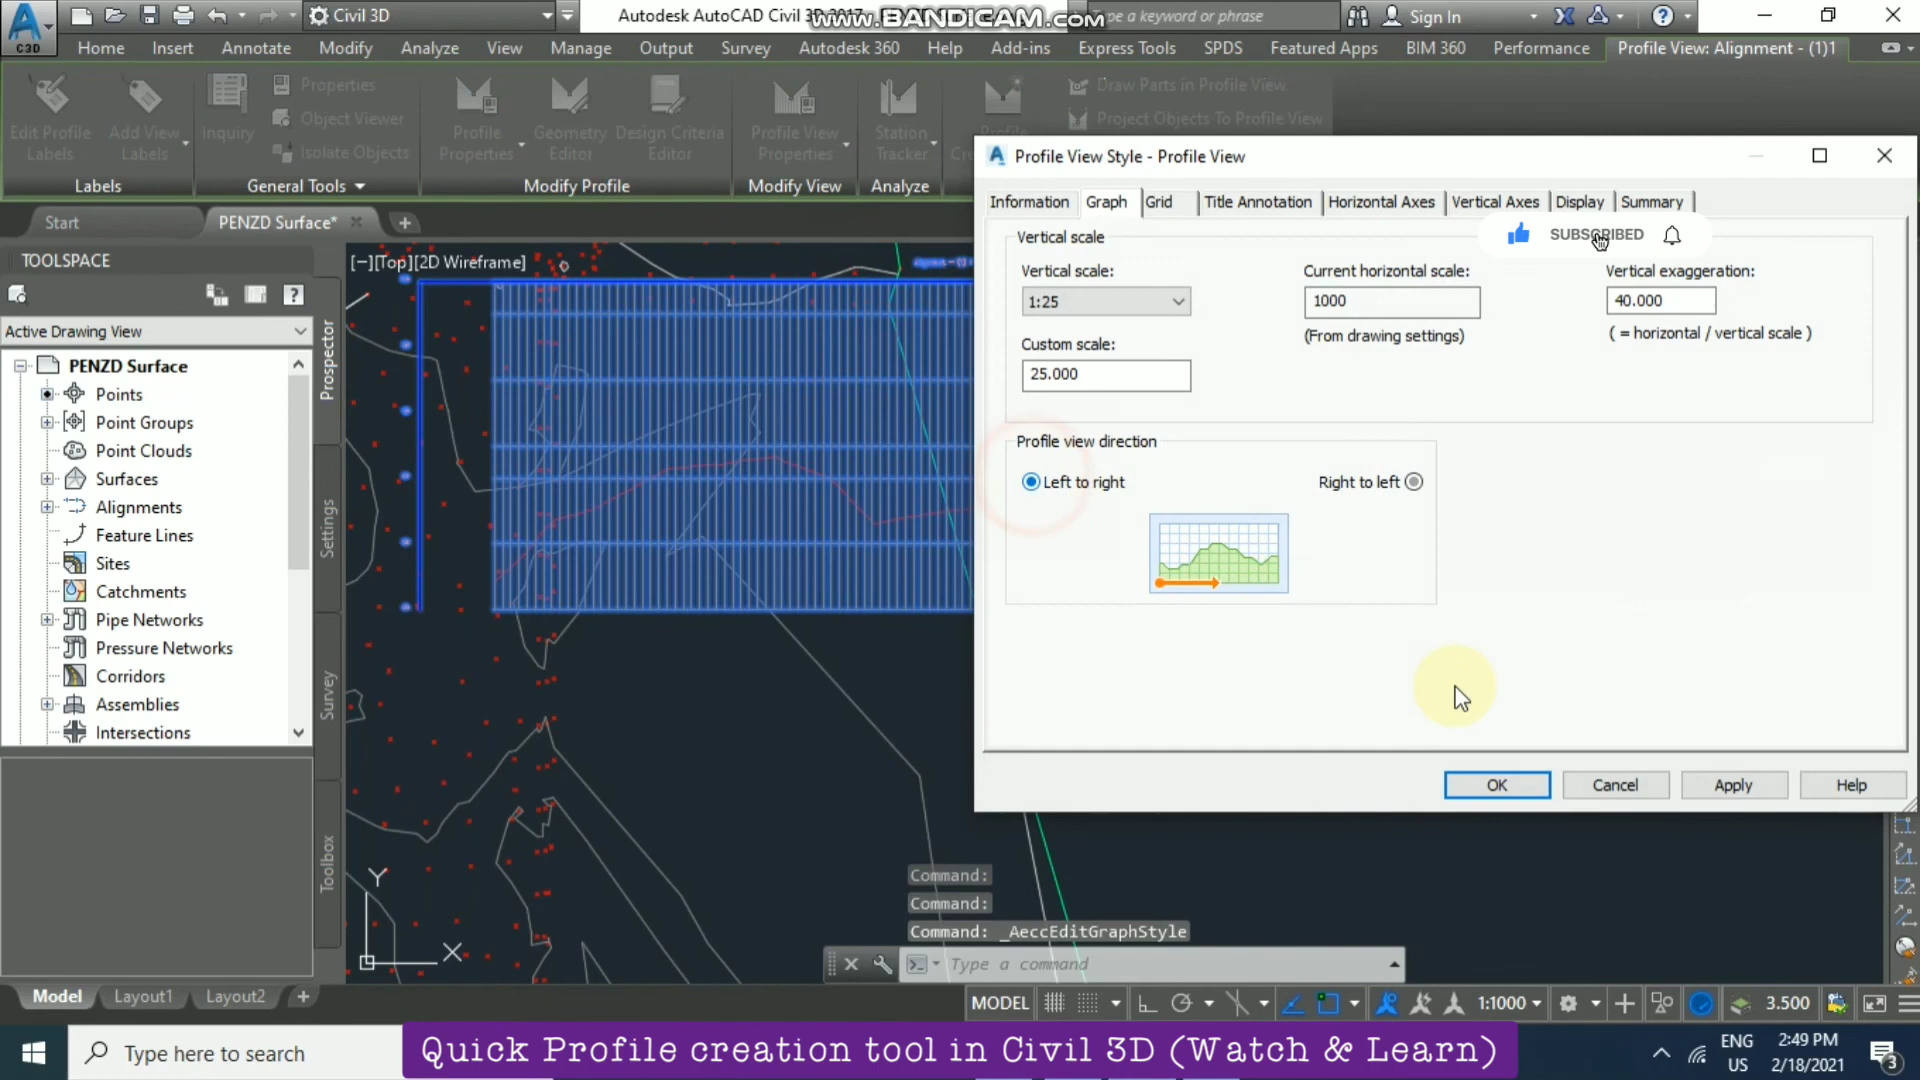 Civil 3D
Autodesk AutoCAD Civil 3D 2017
www.BANDICAM.com
Type a keyword or phrase
Sign In
C3D
Home Insert Annotate Modify Analyze View Manage Output Survey Autodesk 360 Help Add-ins Express Tools SPDS Featured Apps BIM 360 Performance Profile View: Alignment - (1)1
Edit Profile Labels
Add View Labels
Inquiry
Properties
Object Viewer
Isolate Objects
Profile Properties
Geometry Editor
Design Criteria Editor
Profile View Properties
Station Tracker
Draw Parts in Profile View
Project Objects To Profile View
Labels
General Tools
Modify Profile
Modify View
Analyze
Start
PENZD Surface*
TOOLSPACE
Active Drawing View
PENZD Surface
Points
Point Groups
Point Clouds
Surfaces
Alignments
Feature Lines
Sites
Catchments
Pipe Networks
Pressure Networks
Corridors
Assemblies
Intersections
Prospector
Settings
Survey
Toolbox
[−][Top][2D Wireframe]
Profile View Style - Profile View
Information Graph Grid Title Annotation Horizontal Axes Vertical Axes Display Summary
SUBSCRIBED
Vertical scale
Vertical scale:
1:25
Current horizontal scale:
1000
(From drawing settings)
Vertical exaggeration:
40.000
( = horizontal / vertical scale )
Custom scale:
25.000
Profile view direction
Left to right
Right to left
OK Cancel Apply Help
Y
X
Command:
Command:
Command: _AeccEditGraphStyle
Type a command
Model Layout1 Layout2
MODEL
1:1000
3.500
Type here to search
Quick Profile creation tool in Civil 3D (Watch & Learn)
ENG
US
2:49 PM
2/18/2021
3